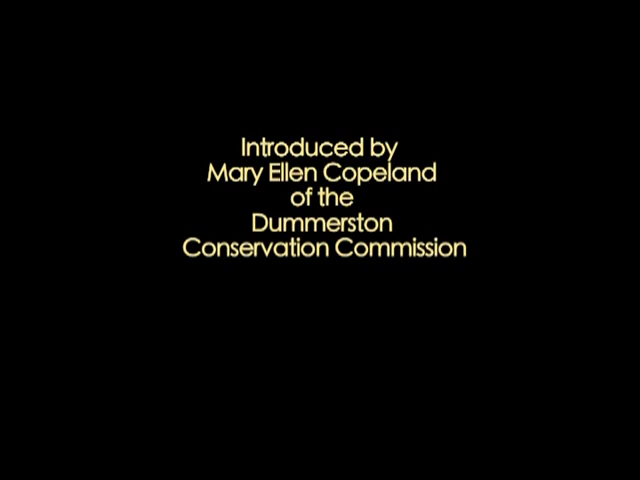 Introduced by
Mary Ellen Copeland
of the
Dummerston
Conservation Commission